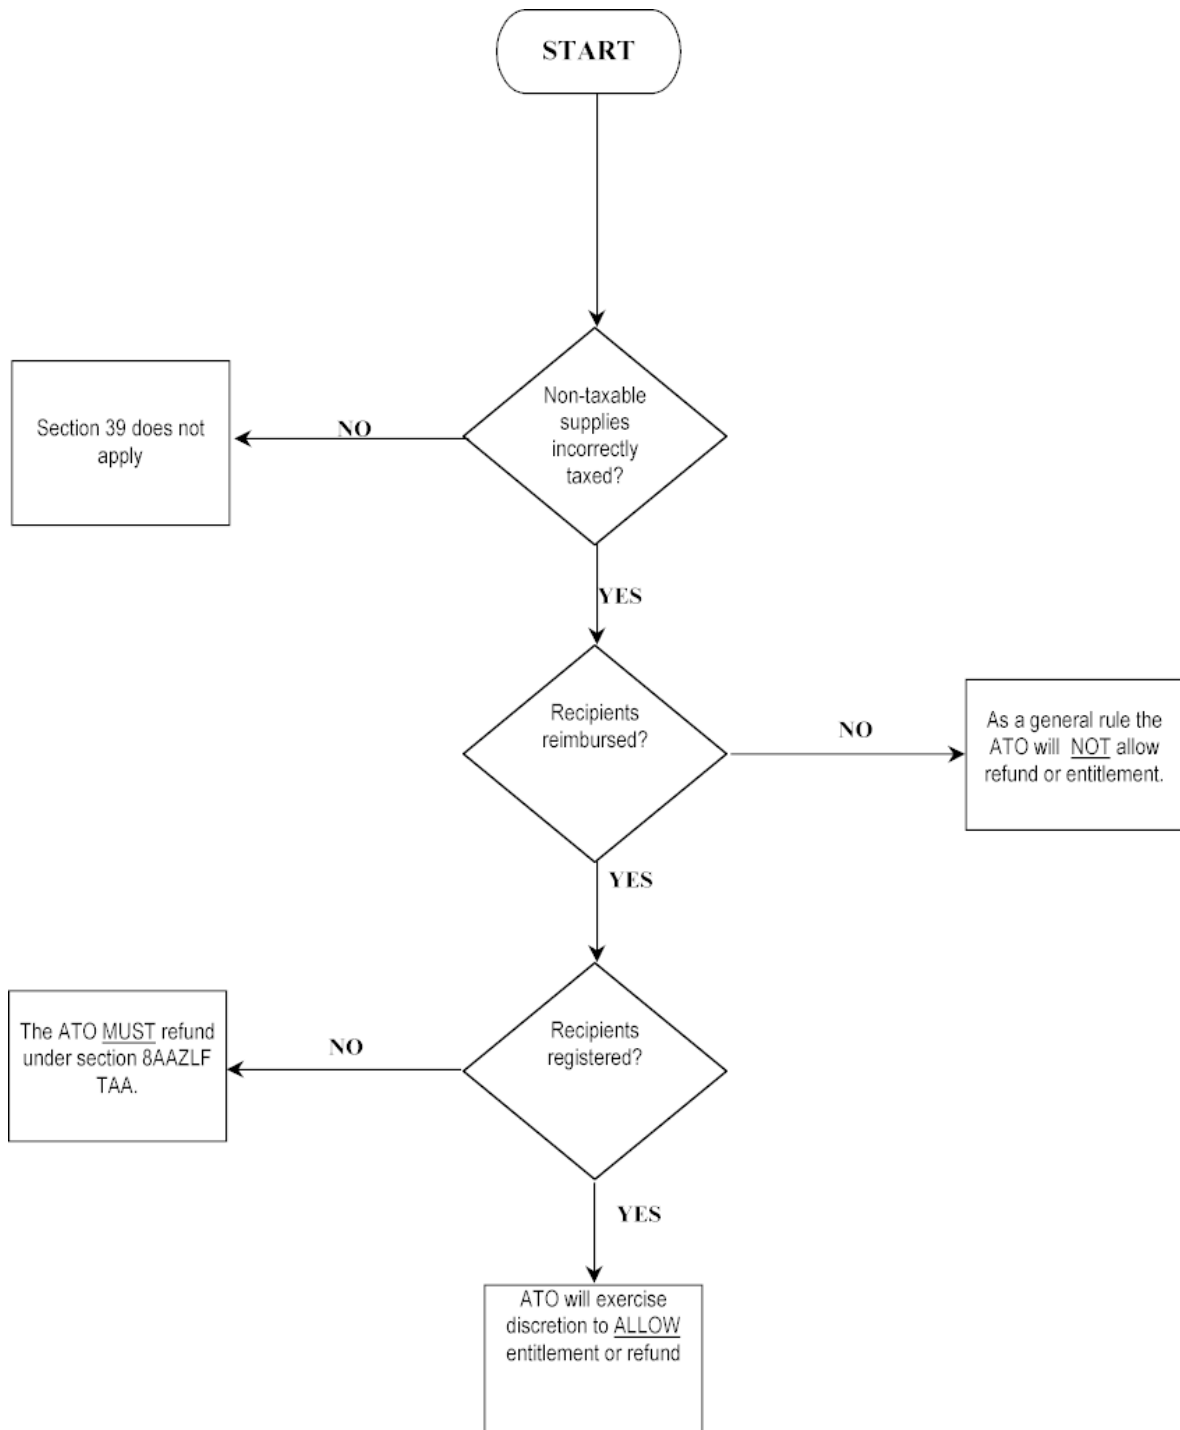 START
Non-taxable
supplies
incorrectly
taxed?
NO
Section 39 does not
apply
YES
Recipients
reimbursed?
NO
As a general rule the
ATO will NOT allow
refund or entitlement.
YES
Recipients
registered?
NO
The ATO MUST refund
under section 8AAZLF
TAA.
YES
ATO will exercise
discretion to ALLOW
entitlement or refund